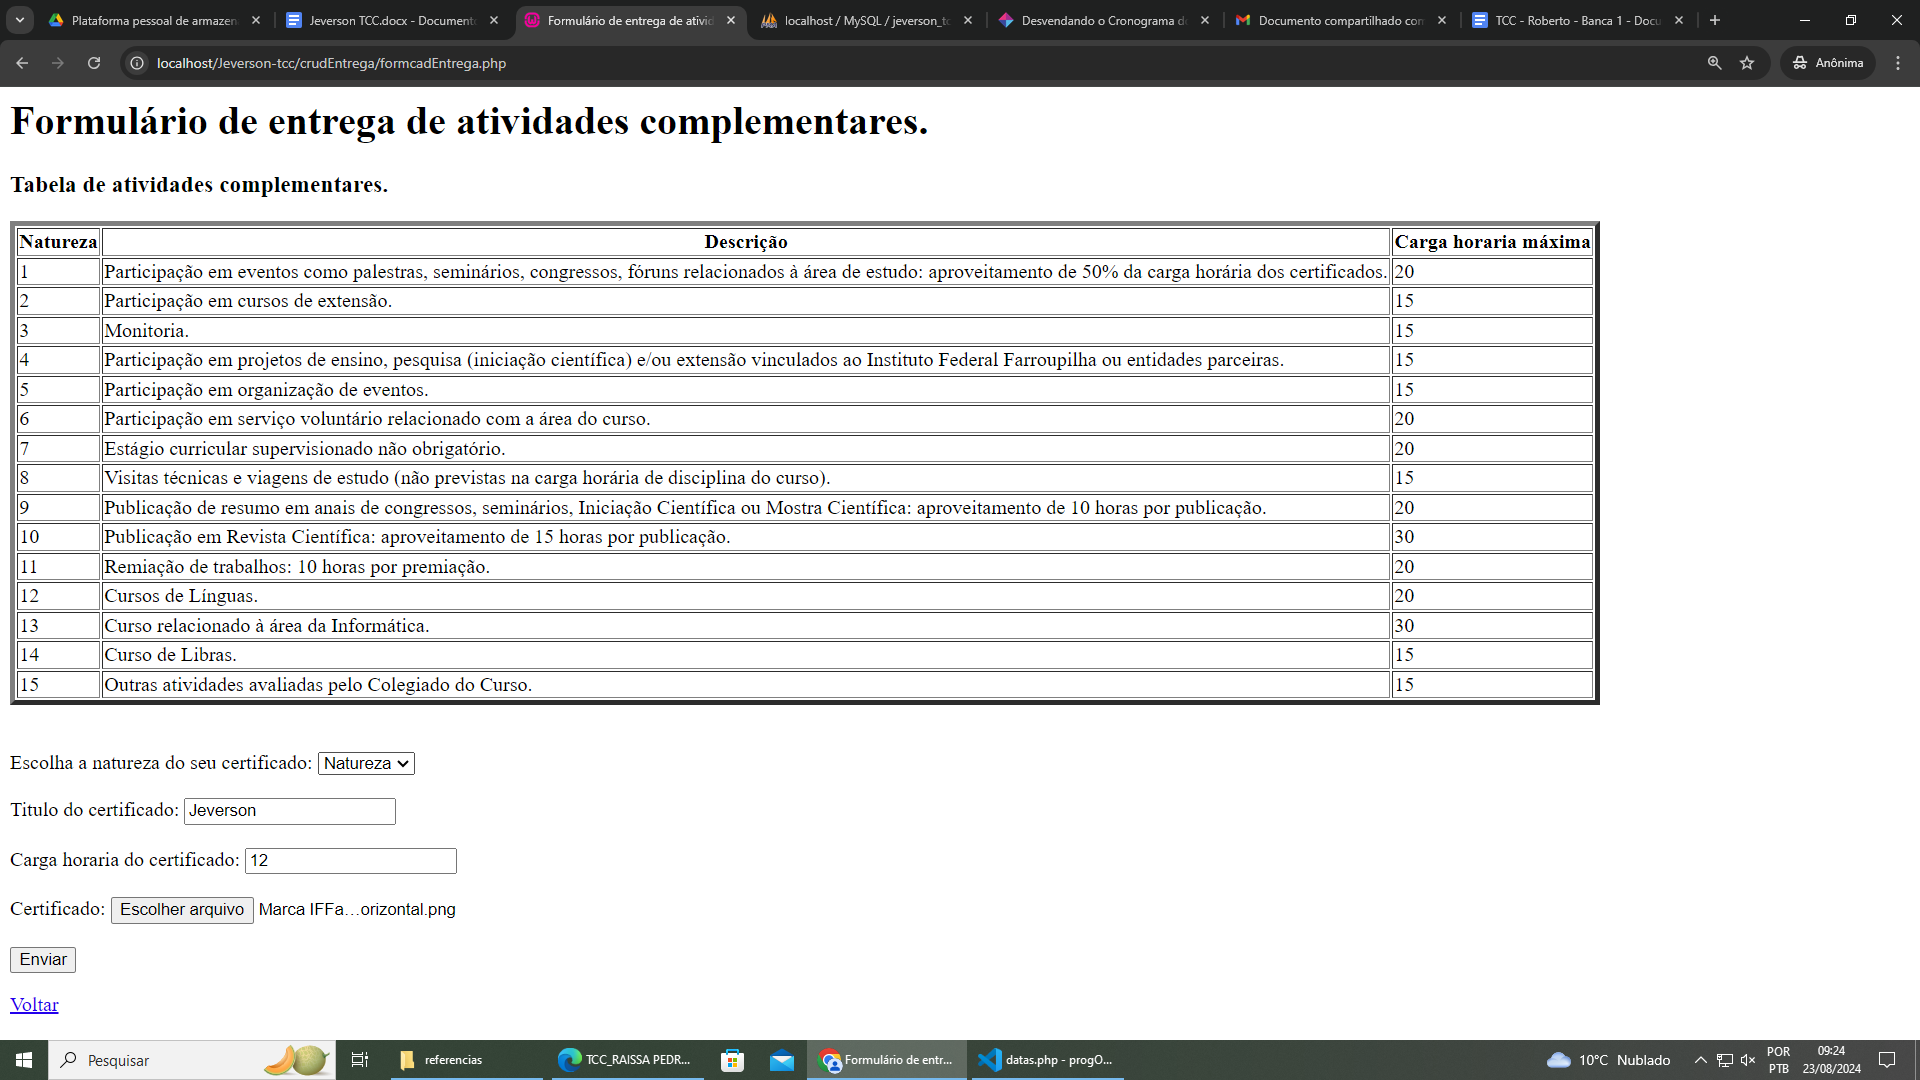 Plataforma pessoal de armazen
Jeverson TCC.docx - Document
Formulário de entrega de ativid
localhost / MySQL / jeverson_tc
Desvendando o Cronograma d
Documento compartilhado com
TCC - Roberto - Banca 1 - Docu
localhost/Jeverson-tcc/crudEntrega/formcadEntrega.php
Anônima
Formulário de entrega de atividades complementares.
Tabela de atividades complementares.
Natureza Descrição Carga horaria máxima
1 Participação em eventos como palestras, seminários, congressos, fóruns relacionados à área de estudo: aproveitamento de 50% da carga horária dos certificados. 20
2 Participação em cursos de extensão. 15
3 Monitoria. 15
4 Participação em projetos de ensino, pesquisa (iniciação científica) e/ou extensão vinculados ao Instituto Federal Farroupilha ou entidades parceiras. 15
5 Participação em organização de eventos. 15
6 Participação em serviço voluntário relacionado com a área do curso. 20
7 Estágio curricular supervisionado não obrigatório. 20
8 Visitas técnicas e viagens de estudo (não previstas na carga horária de disciplina do curso). 15
9 Publicação de resumo em anais de congressos, seminários, Iniciação Científica ou Mostra Científica: aproveitamento de 10 horas por publicação. 20
10 Publicação em Revista Científica: aproveitamento de 15 horas por publicação. 30
11 Remiação de trabalhos: 10 horas por premiação. 20
12 Cursos de Línguas. 20
13 Curso relacionado à área da Informática. 30
14 Curso de Libras. 15
15 Outras atividades avaliadas pelo Colegiado do Curso. 15
Escolha a natureza do seu certificado: Natureza
Titulo do certificado: Jeverson
Carga horaria do certificado: 12
Certificado: Escolher arquivo Marca IFFa…orizontal.png
Enviar
Voltar
Pesquisar
referencias
TCC_RAISSA PEDR...
Formulário de entr...
datas.php - progO...
10°C Nublado
POR
PTB
09:24
23/08/2024